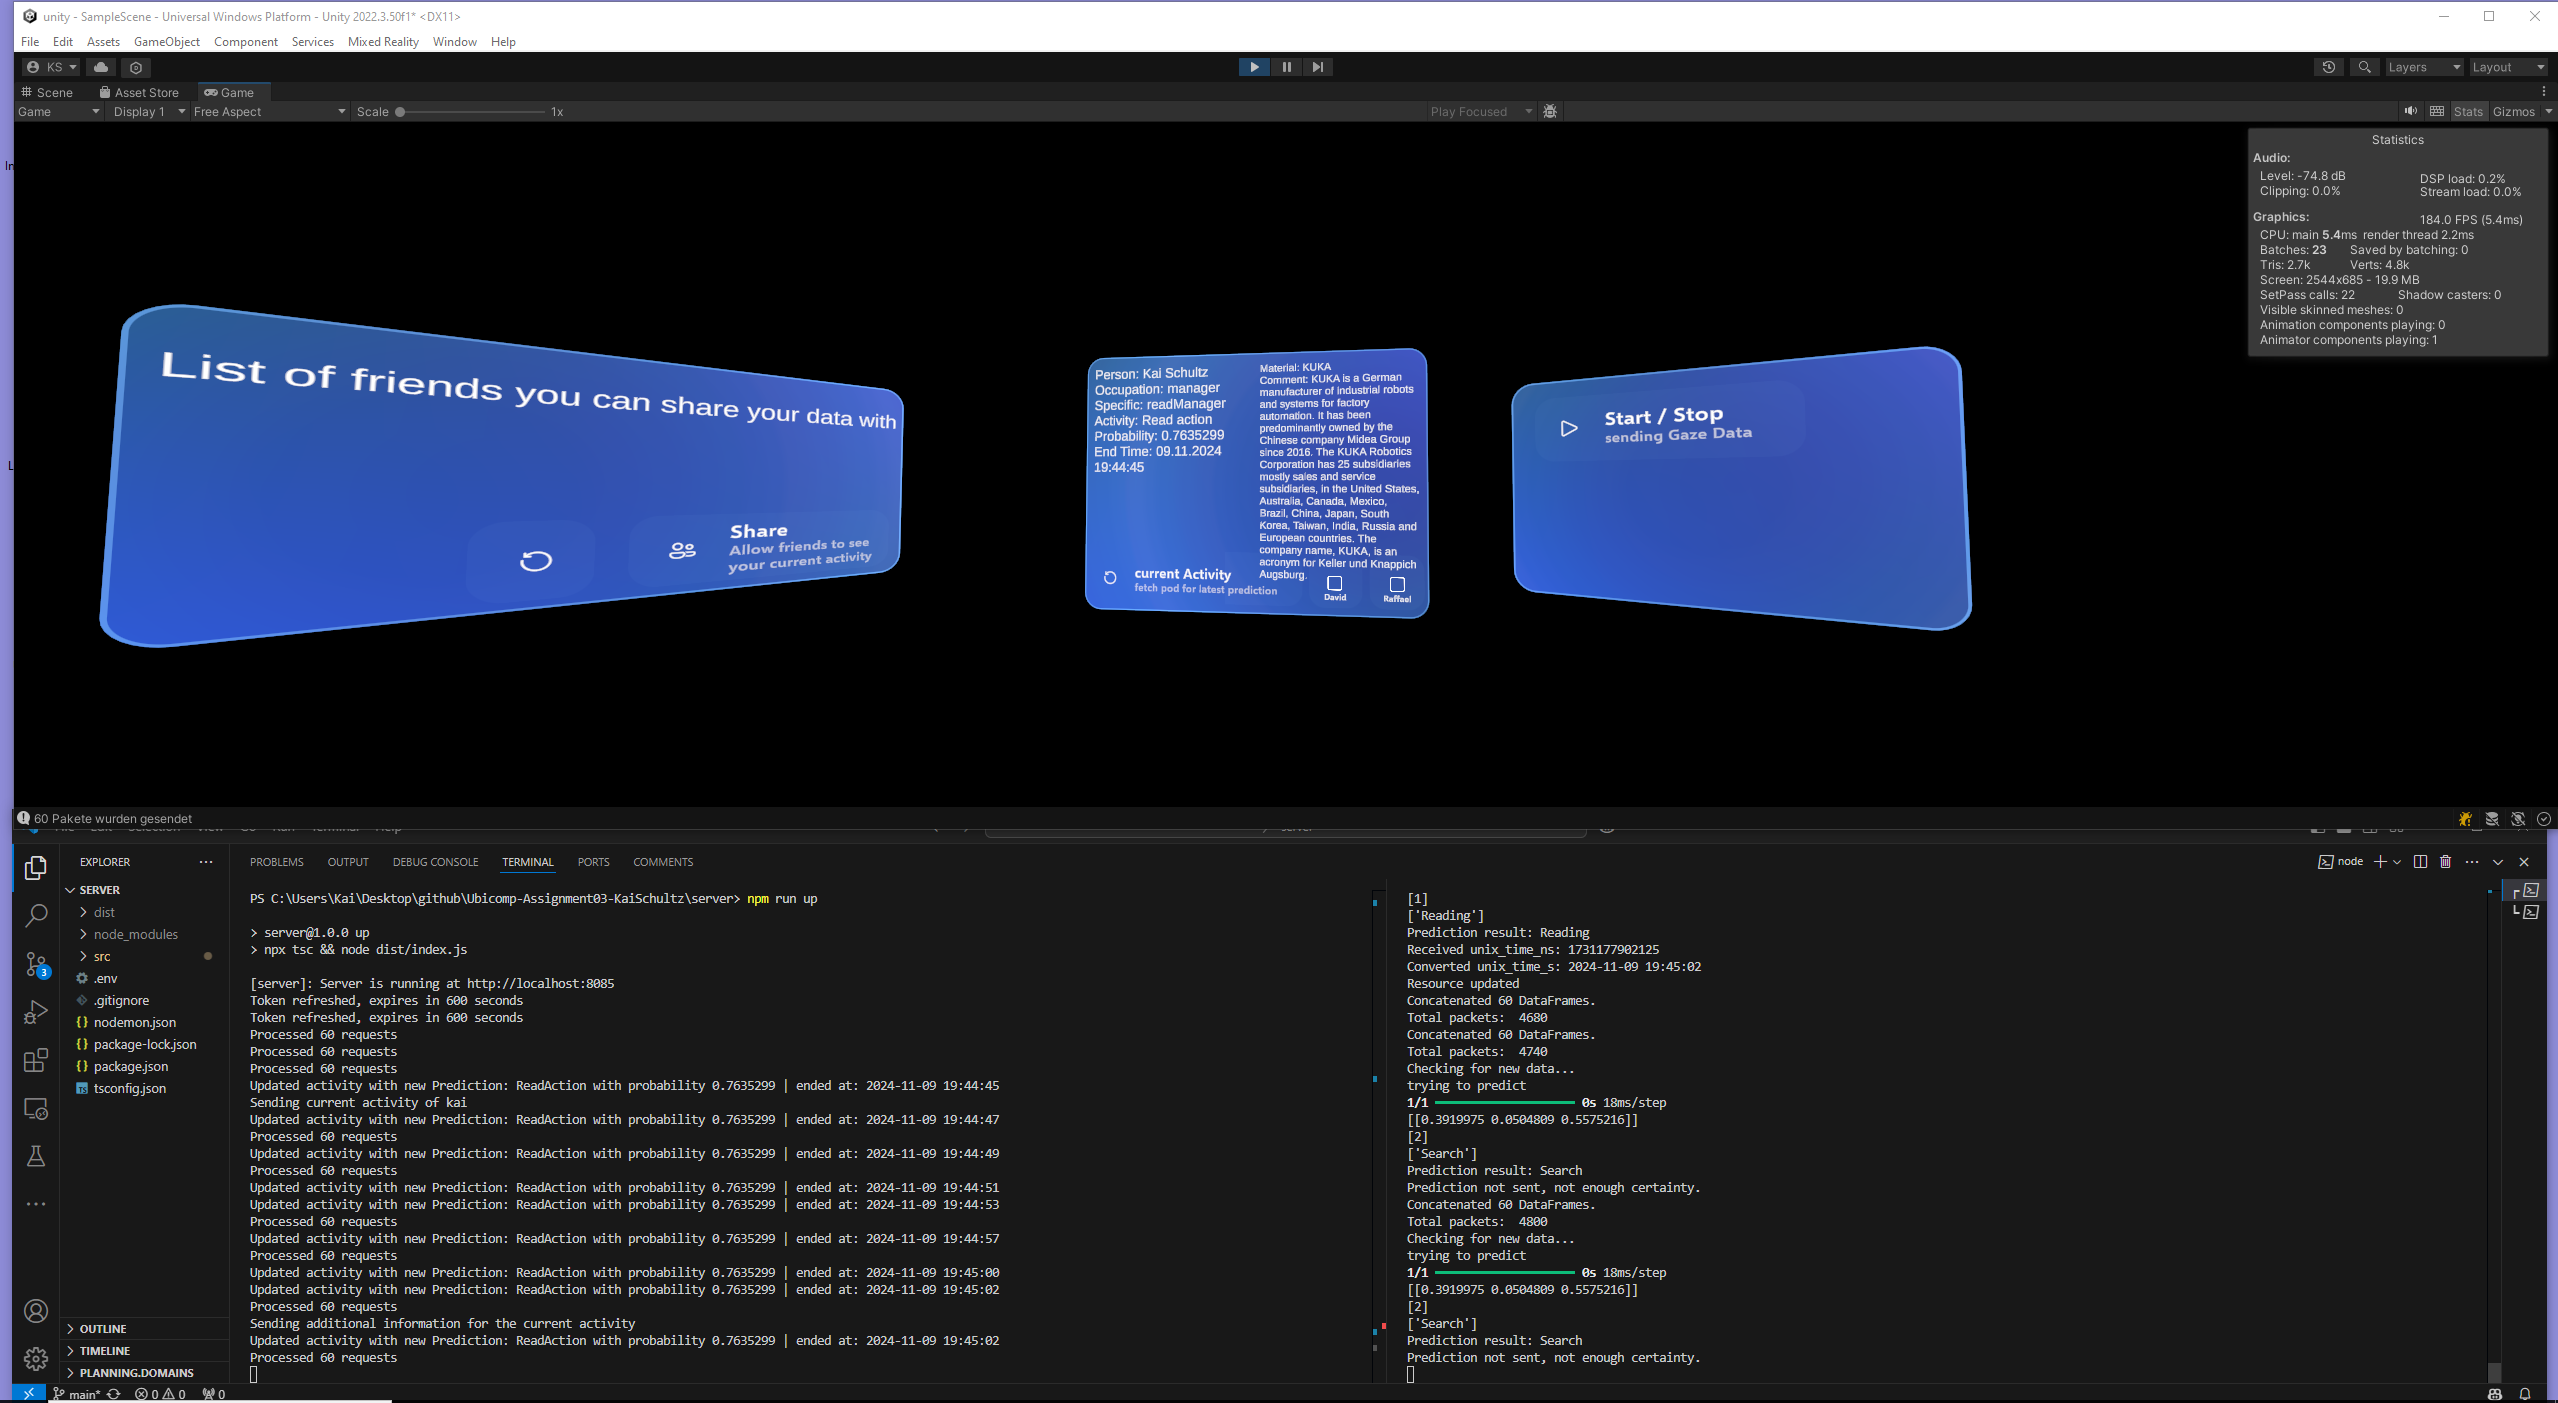 unity - SampleScene - Universal Windows Platform - Unity 2022.3.50f1* <DX11>
File Edit Assets GameObject Component Services Mixed Reality Window Help
KS
Layers Layout
Scene Asset Store Game
Game Display 1 Free Aspect Scale 1x Play Focused Stats Gizmos
Statistics
Audio:
Level: -74.8 dB DSP load: 0.2%
Clipping: 0.0% Stream load: 0.0%
Graphics: 184.0 FPS (5.4ms)
CPU: main 5.4ms render thread 2.2ms
Batches: 23 Saved by batching: 0
Tris: 2.7k Verts: 4.8k
Screen: 2544x685 - 19.9 MB
SetPass calls: 22 Shadow casters: 0
Visible skinned meshes: 0
Animation components playing: 0
Animator components playing: 1
List of friends you can share your data with
Share
Allow friends to see
your current activity
Person: Kai Schultz
Occupation: manager
Specific: readManager
Activity: Read action
Probability: 0.7635299
End Time: 09.11.2024
19:44:45
Material: KUKA
Comment: KUKA is a German
manufacturer of industrial robots
and systems for factory
automation. It has been
predominantly owned by the
Chinese company Midea Group
since 2016. The KUKA Robotics
Corporation has 25 subsidiaries
mostly sales and service
subsidiaries, in the United States,
Australia, Canada, Mexico,
Brazil, China, Japan, South
Korea, Taiwan, India, Russia and
European countries. The
company name, KUKA, is an
acronym for Keller und Knappich
Augsburg.
current Activity
fetch pod for latest prediction
David
Raffael
Start / Stop
sending Gaze Data
60 Pakete wurden gesendet
EXPLORER
SERVER
dist
node_modules
src
.env
.gitignore
nodemon.json
package-lock.json
package.json
tsconfig.json
OUTLINE
TIMELINE
PLANNING.DOMAINS
3
PROBLEMS OUTPUT DEBUG CONSOLE TERMINAL PORTS COMMENTS
node
PS C:\Users\Kai\Desktop\github\Ubicomp-Assignment03-KaiSchultz\server> npm run up
> server@1.0.0 up
> npx tsc && node dist/index.js
[server]: Server is running at http://localhost:8085
Token refreshed, expires in 600 seconds
Token refreshed, expires in 600 seconds
Processed 60 requests
Processed 60 requests
Processed 60 requests
Updated activity with new Prediction: ReadAction with probability 0.7635299 | ended at: 2024-11-09 19:44:45
Sending current activity of kai
Updated activity with new Prediction: ReadAction with probability 0.7635299 | ended at: 2024-11-09 19:44:47
Processed 60 requests
Updated activity with new Prediction: ReadAction with probability 0.7635299 | ended at: 2024-11-09 19:44:49
Processed 60 requests
Updated activity with new Prediction: ReadAction with probability 0.7635299 | ended at: 2024-11-09 19:44:51
Updated activity with new Prediction: ReadAction with probability 0.7635299 | ended at: 2024-11-09 19:44:53
Processed 60 requests
Updated activity with new Prediction: ReadAction with probability 0.7635299 | ended at: 2024-11-09 19:44:57
Processed 60 requests
Updated activity with new Prediction: ReadAction with probability 0.7635299 | ended at: 2024-11-09 19:45:00
Updated activity with new Prediction: ReadAction with probability 0.7635299 | ended at: 2024-11-09 19:45:02
Processed 60 requests
Sending additional information for the current activity
Updated activity with new Prediction: ReadAction with probability 0.7635299 | ended at: 2024-11-09 19:45:02
Processed 60 requests
[1]
['Reading']
Prediction result: Reading
Received unix_time_ns: 1731177902125
Converted unix_time_s: 2024-11-09 19:45:02
Resource updated
Concatenated 60 DataFrames.
Total packets: 4680
Concatenated 60 DataFrames.
Total packets: 4740
Checking for new data...
trying to predict
1/1 0s 18ms/step
[[0.3919975 0.0504809 0.5575216]]
[2]
['Search']
Prediction result: Search
Prediction not sent, not enough certainty.
Concatenated 60 DataFrames.
Total packets: 4800
Checking for new data...
trying to predict
1/1 0s 18ms/step
[[0.3919975 0.0504809 0.5575216]]
[2]
['Search']
Prediction result: Search
Prediction not sent, not enough certainty.
main* 0 0 0